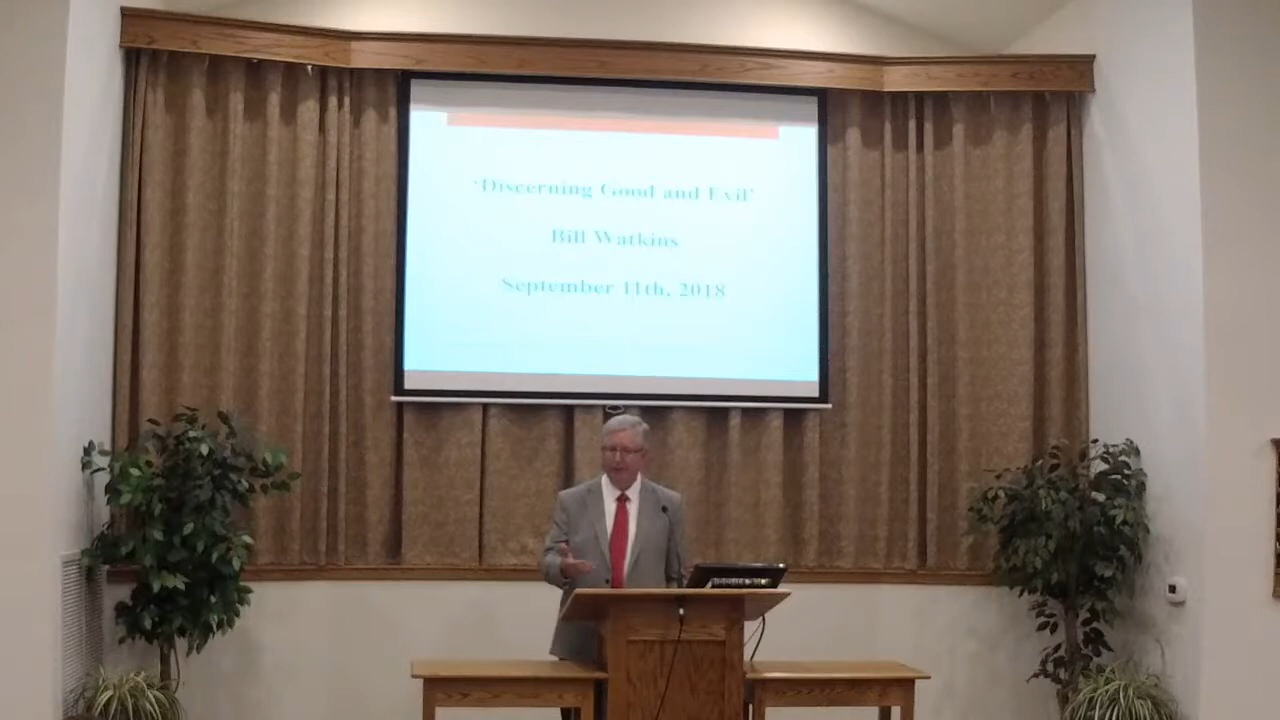 ‘Discerning Good and Evil’
Bill Watkins
September 11th, 2018